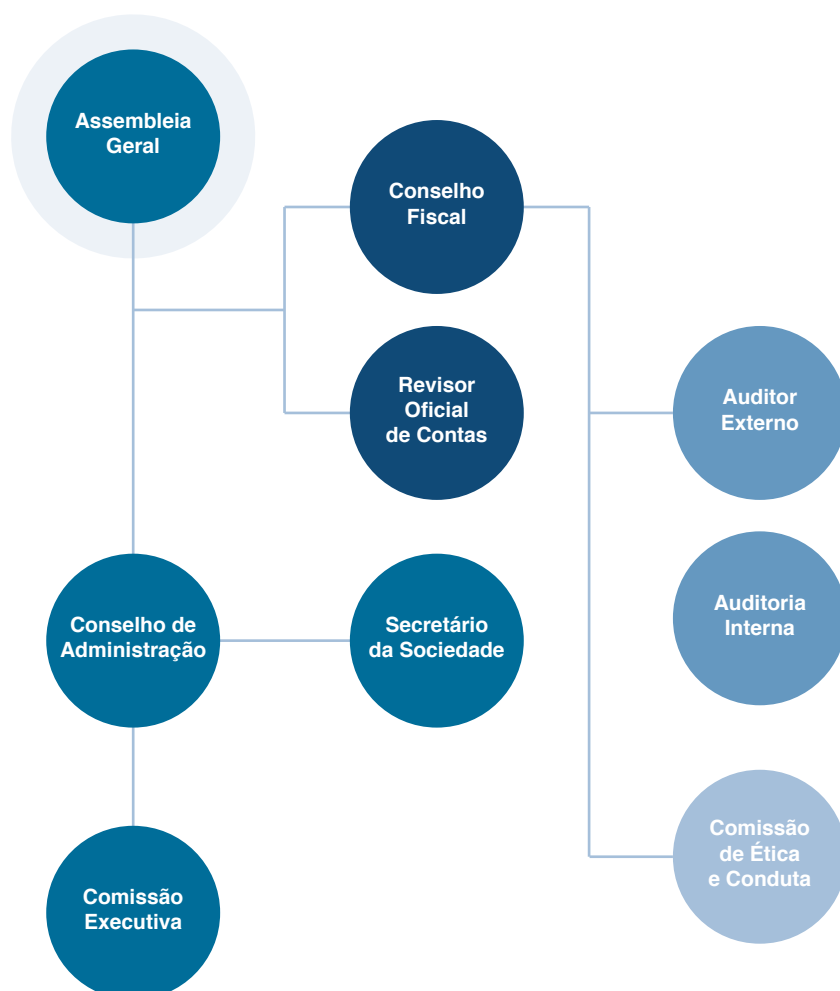 Assembleia
Geral
Conselho
Fiscal
Revisor
Oficial
de Contas
Auditor
Externo
Auditoria
Interna
Conselho de
Administração
Secretário
da Sociedade
Comissão
de Ética
e Conduta
Comissão
Executiva